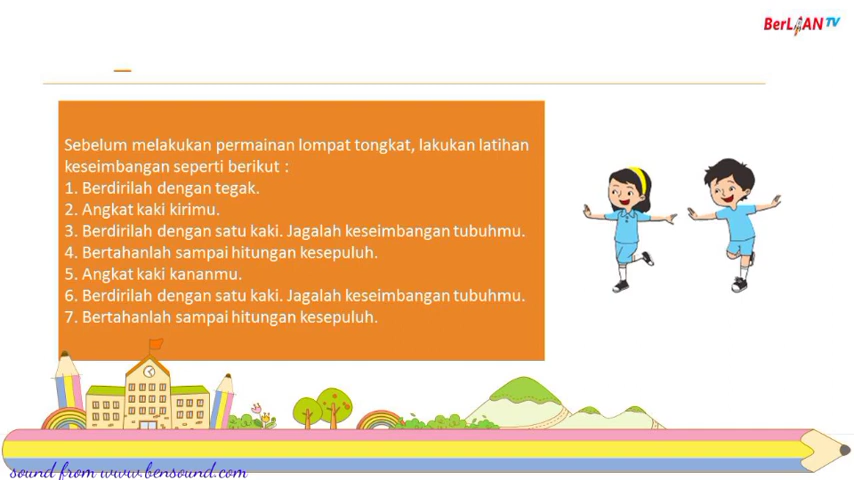 BerLIAN TV
Sebelum melakukan permainan lompat tongkat, lakukan latihan
keseimbangan seperti berikut :
1. Berdirilah dengan tegak.
2. Angkat kaki kirimu.
3. Berdirilah dengan satu kaki. Jagalah keseimbangan tubuhmu.
4. Bertahanlah sampai hitungan kesepuluh.
5. Angkat kaki kananmu.
6. Berdirilah dengan satu kaki. Jagalah keseimbangan tubuhmu.
7. Bertahanlah sampai hitungan kesepuluh.
sound from www.bensound.com